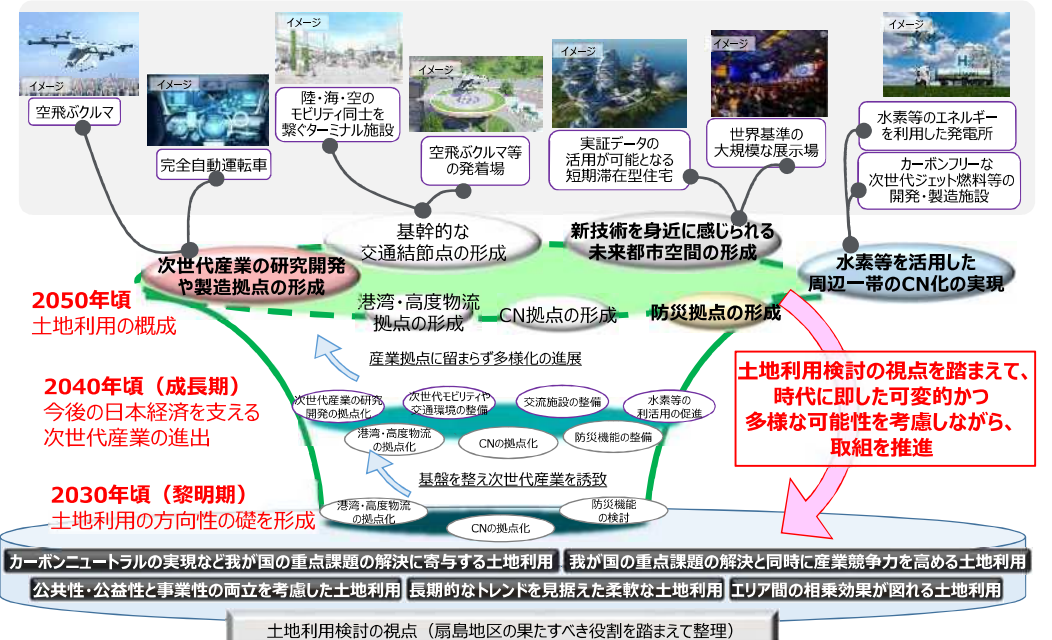 イメージ
空飛ぶクルマ
イメージ
完全自動運転車
イメージ
陸・海・空の
モビリティ同士を
繋ぐターミナル施設
イメージ
空飛ぶクルマ等
の発着場
イメージ
実証データの
活用が可能となる
短期滞在型住宅
イメージ
世界基準の
大規模な展示場
イメージ
水素等のエネルギー
を利用した発電所
カーボンフリーな
次世代ジェット燃料等の
開発・製造施設
次世代産業の研究開発
や製造拠点の形成
基幹的な
交通結節点の形成
新技術を身近に感じられる
未来都市空間の形成
水素等を活用した
周辺一帯のCN化の実現
港湾・高度物流
拠点の形成
CN拠点の形成
防災拠点の形成
2050年頃
土地利用の概成
産業拠点に留まらず多様化の進展
2040年頃（成長期）
今後の日本経済を支える
次世代産業の進出
次世代産業の研究
開発の拠点化
次世代モビリティや
交通環境の整備
交流施設の整備
水素等の
利活用の促進
港湾・高度物流
の拠点化
CNの拠点化
防災機能の整備
土地利用検討の視点を踏まえて、
時代に即した可変的かつ
多様な可能性を考慮しながら、
取組を推進
基盤を整え次世代産業を誘致
2030年頃（黎明期）
土地利用の方向性の礎を形成
港湾・高度物流
の拠点化
CNの拠点化
防災機能
の検討
カーボンニュートラルの実現など我が国の重点課題の解決に寄与する土地利用
我が国の重点課題の解決と同時に産業競争力を高める土地利用
公共性・公益性と事業性の両立を考慮した土地利用
長期的なトレンドを見据えた柔軟な土地利用
エリア間の相乗効果が図れる土地利用
土地利用検討の視点（扇島地区の果たすべき役割を踏まえて整理）